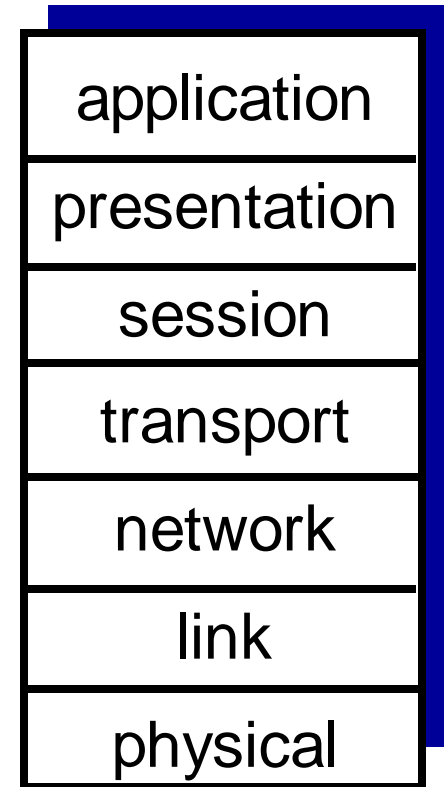 application
presentation
session
transport
network
link
physical